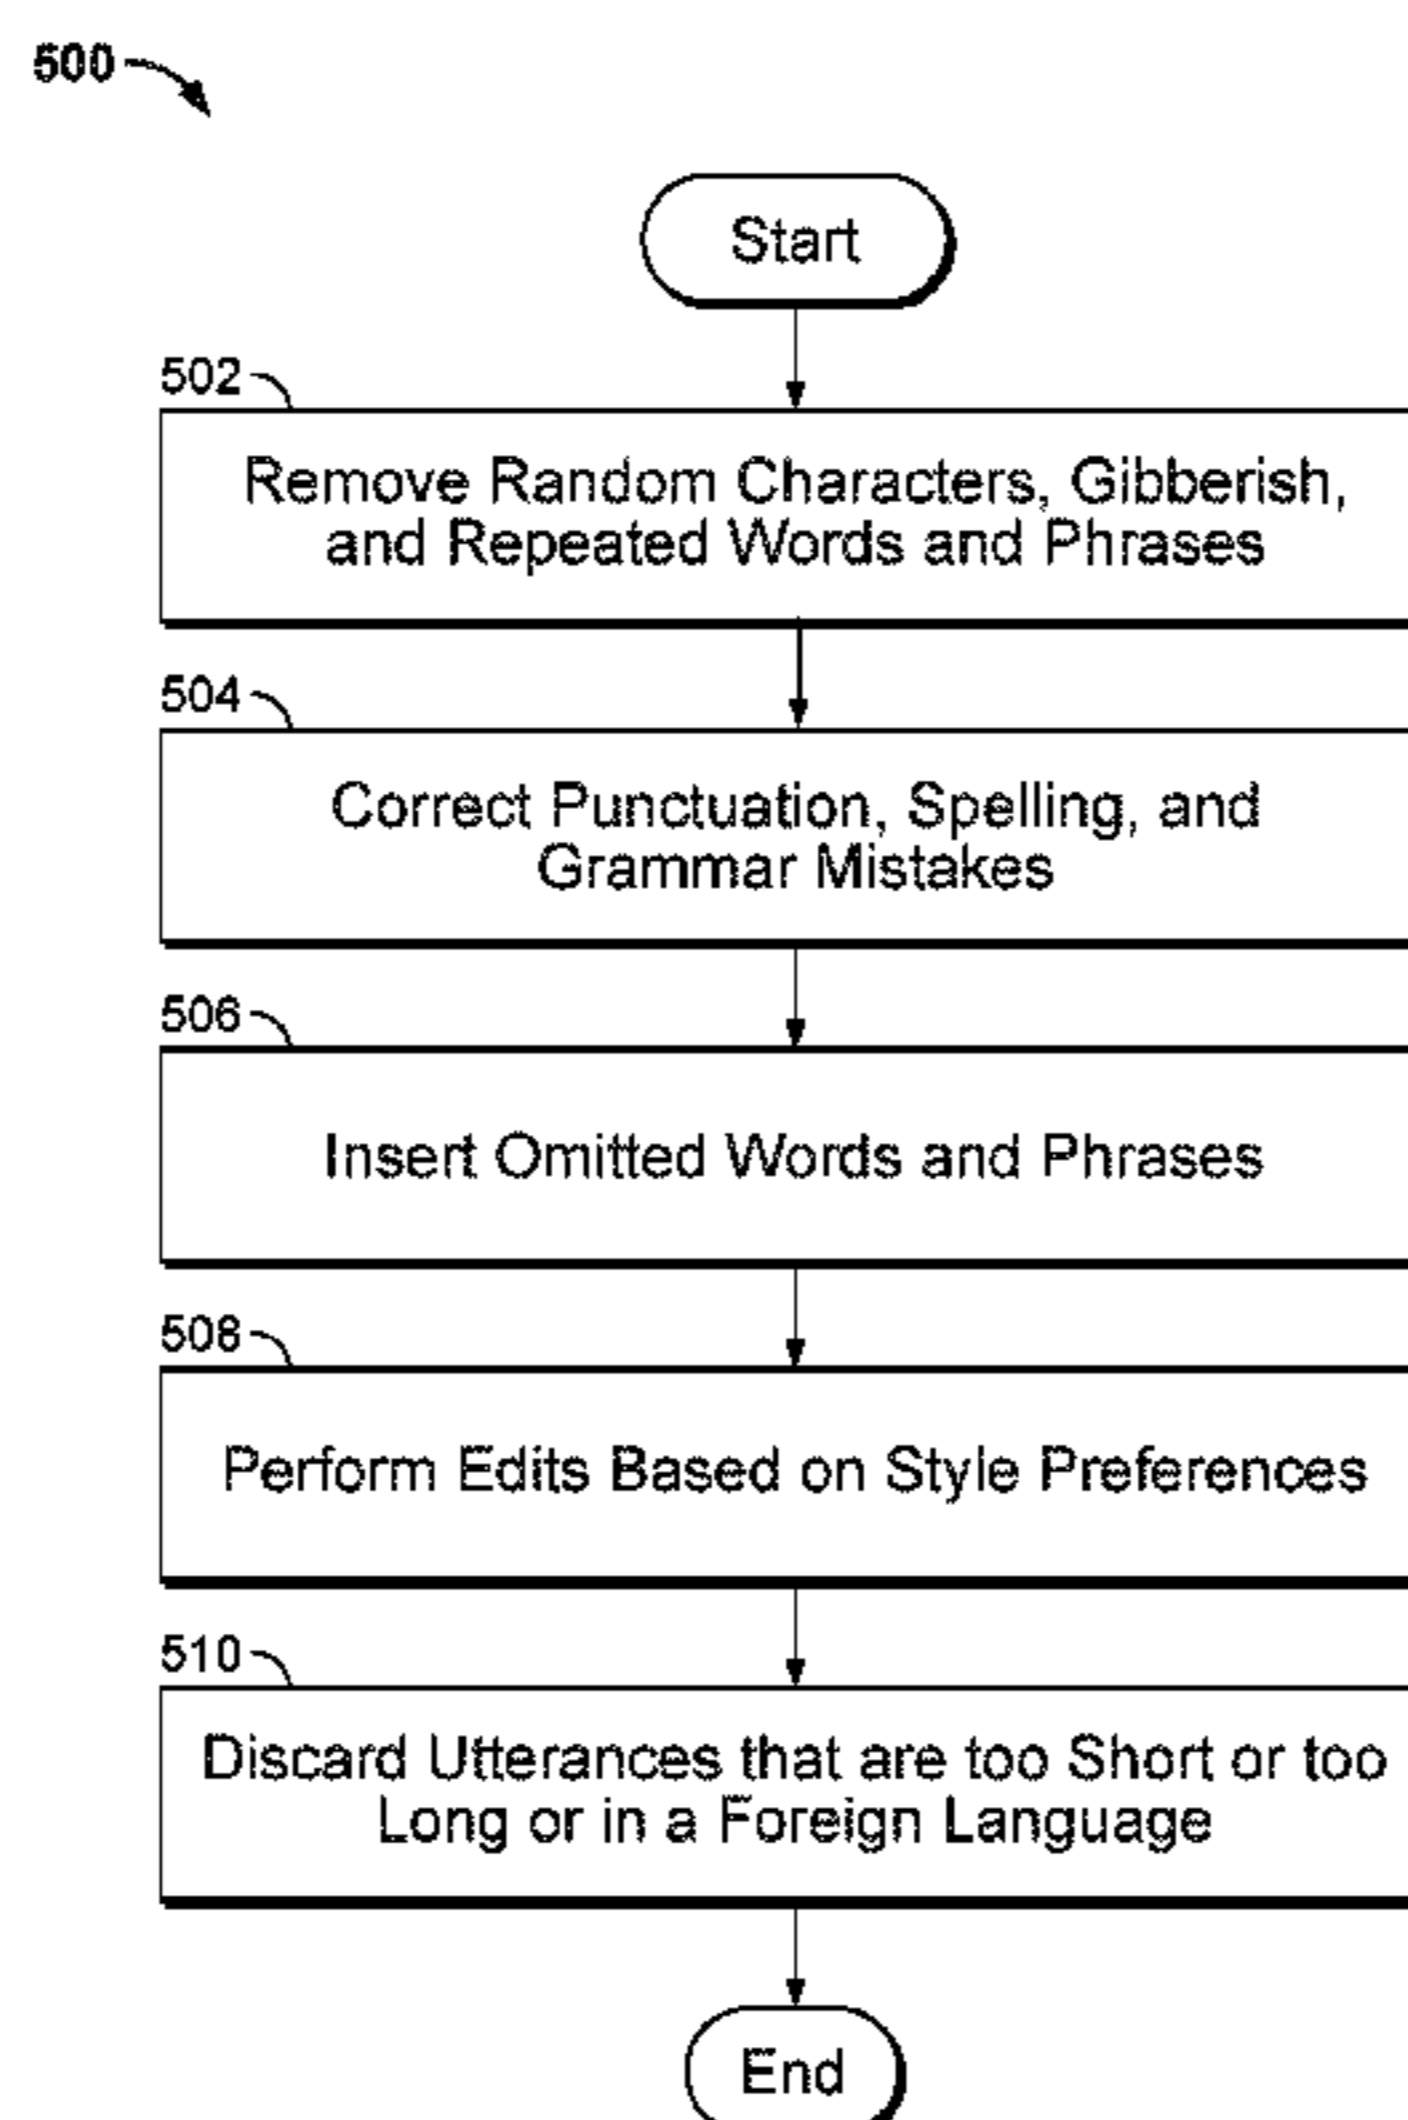 500
Start
502
Remove Random Characters, Gibberish,
and Repeated Words and Phrases
504
Correct Punctuation, Spelling, and
Grammar Mistakes
506
Insert Omitted Words and Phrases
508
Perform Edits Based on Style Preferences
510
Discard Utterances that are too Short or too
Long or in a Foreign Language
End